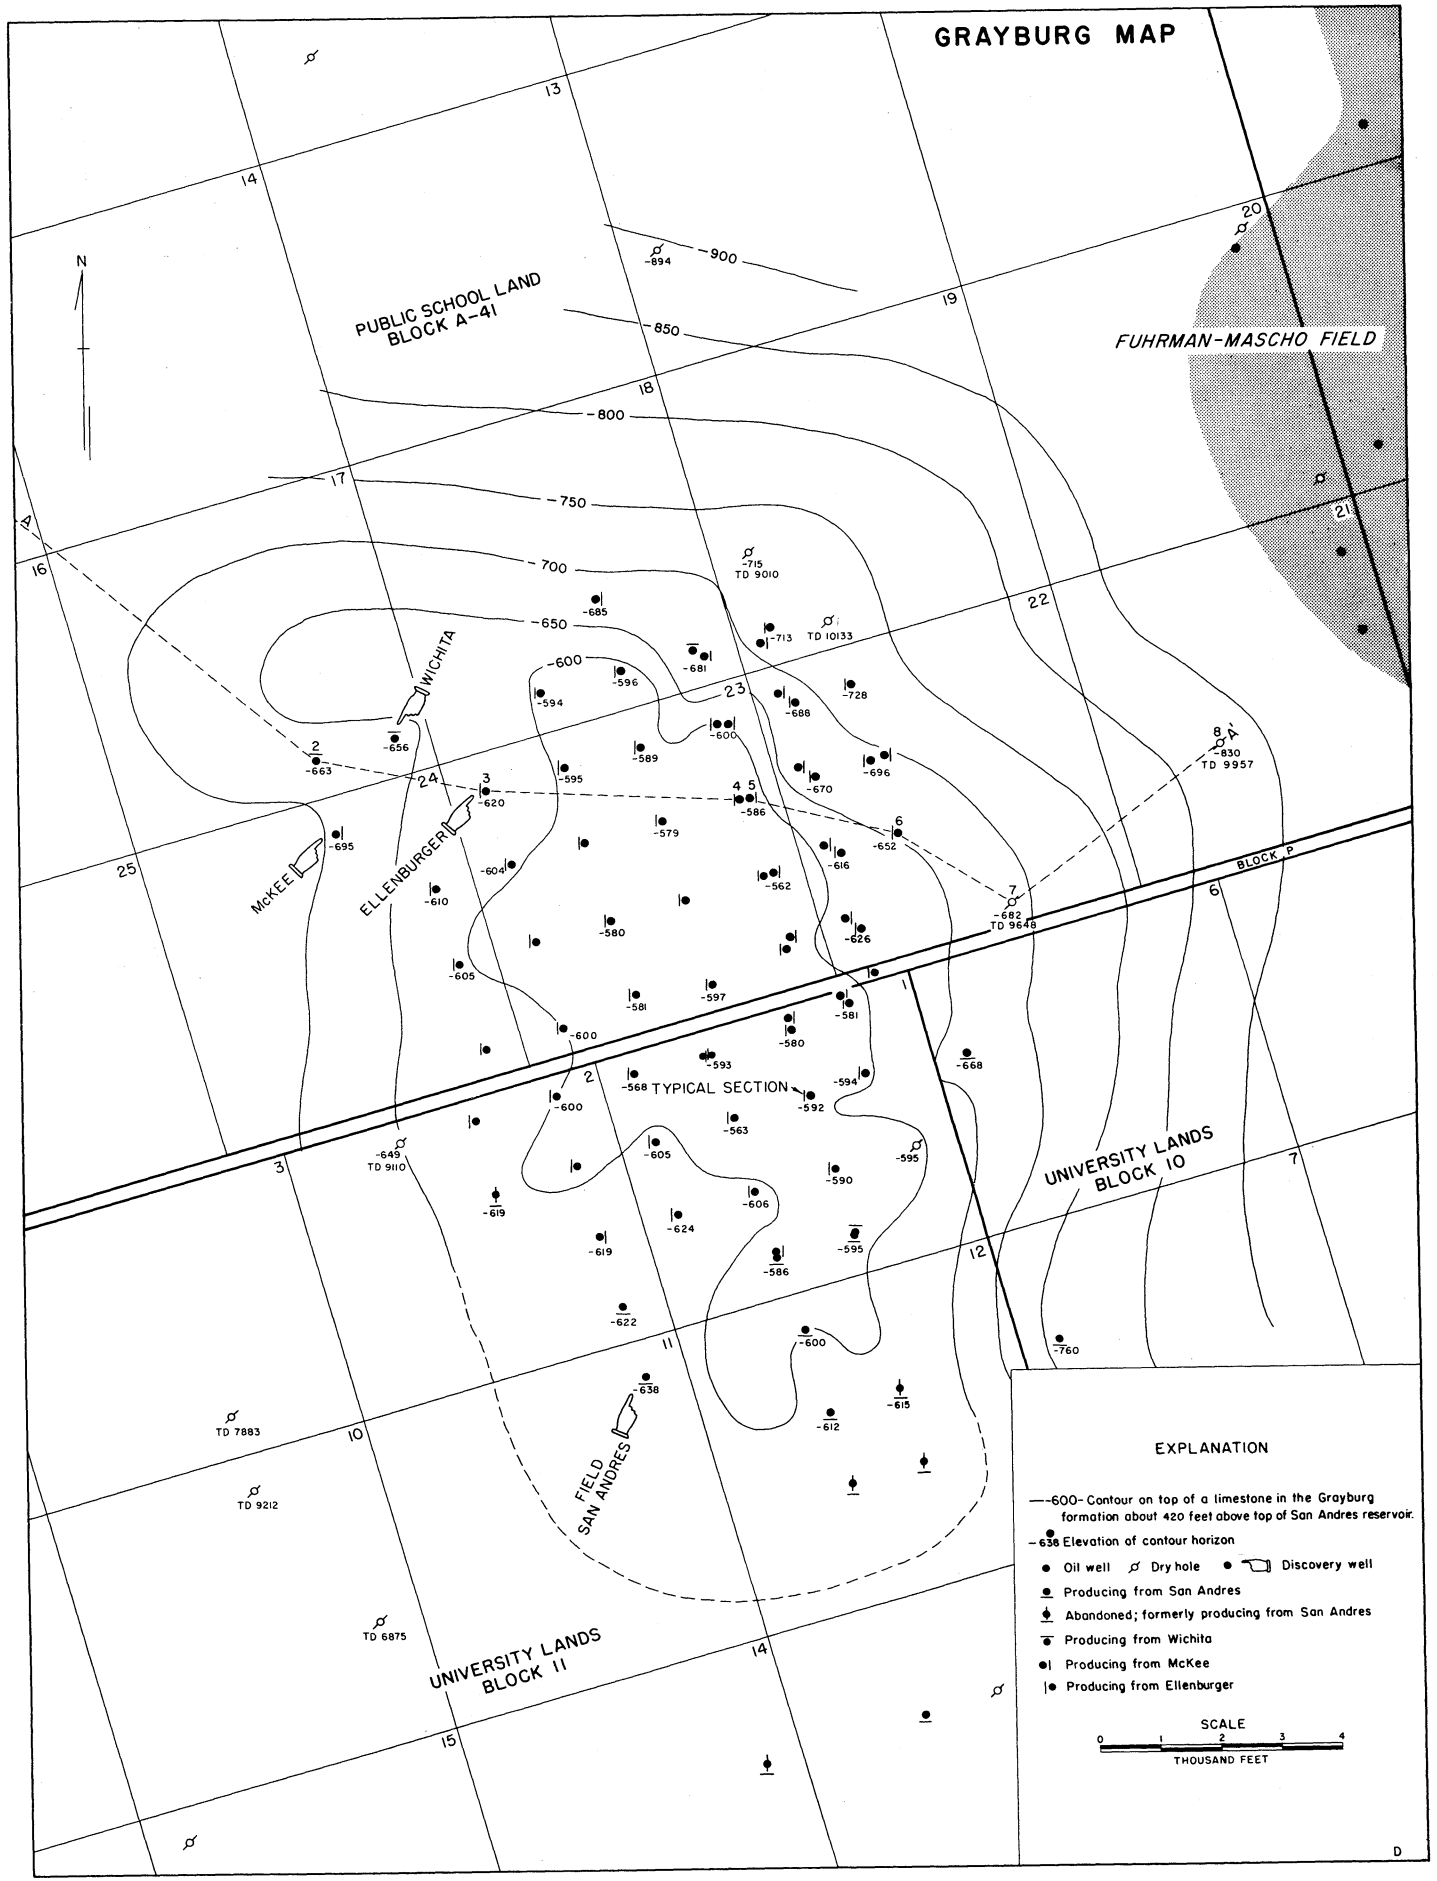 GRAYBURG MAP
13
14
20
N
-894
-900
PUBLIC SCHOOL LAND
BLOCK A-41
19
-850
FUHRMAN-MASCHO FIELD
18
-800
17
-750
21
A
16
-700
-715
TD 9010
22
-685
-650
-713
TD 10133
WICHITA
-600
-681
-596
23
-594
-688
-728
-600
8
A'
-830
TD 9957
2
-663
-656
-589
-595
24
3
-620
-696
-670
4 5
-586
6
-652
-579
-695
ELLENBURGER
-616
BLOCK P
25
McKEE
-604
-562
-610
7
-682
TD 9648
6
-580
-626
-605
-597
-581
1
-581
-600
-580
-593
-668
2
-568
TYPICAL SECTION
-594
-592
-600
-563
-649
TD 9110
3
-605
-595
UNIVERSITY LANDS
BLOCK 10
7
-590
-606
-619
-624
-619
-595
12
-586
-622
11
-600
-760
-638
-615
-612
TD 7883
10
FIELD
SAN ANDRES
TD 9212
TD 6875
UNIVERSITY LANDS
BLOCK 11
14
15
EXPLANATION
-600- Contour on top of a limestone in the Grayburg
formation about 420 feet above top of San Andres reservoir.
-638 Elevation of contour horizon
Oil well Dry hole Discovery well
Producing from San Andres
Abandoned; formerly producing from San Andres
Producing from Wichita
Producing from McKee
Producing from Ellenburger
SCALE
0 1 2 3 4
THOUSAND FEET
D